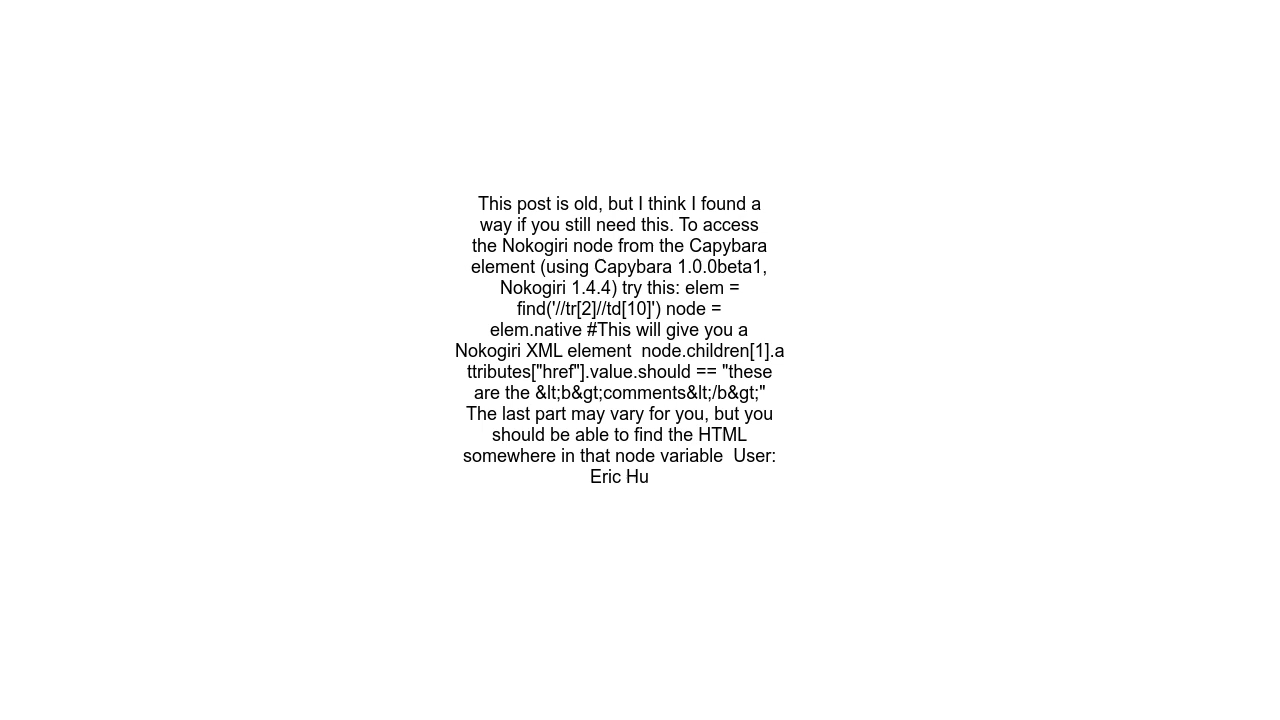 This post is old, but I think I found a
way if you still need this. To access
the Nokogiri node from the Capybara
element (using Capybara 1.0.0beta1,
Nokogiri 1.4.4) try this: elem =
find('//tr[2]//td[10]') node =
elem.native #This will give you a
Nokogiri XML element  node.children[1].a
ttributes["href"].value.should == "these
are the &lt;b&gt;comments&lt;/b&gt;"
The last part may vary for you, but you
should be able to find the HTML
somewhere in that node variable  User:
Eric Hu